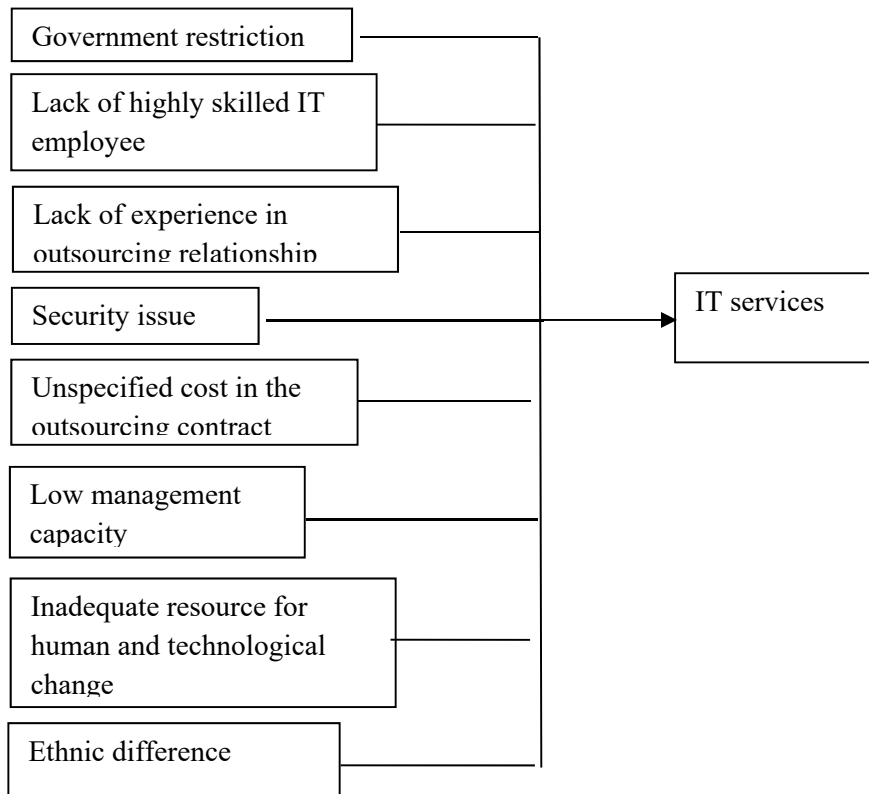 Government restriction
Lack of highly skilled IT
employee
Lack of experience in
outsourcing relationship
Security issue
IT services
Unspecified cost in the
outsourcing contract
Low management
capacity
Inadequate resource for
human and technological
change
Ethnic difference